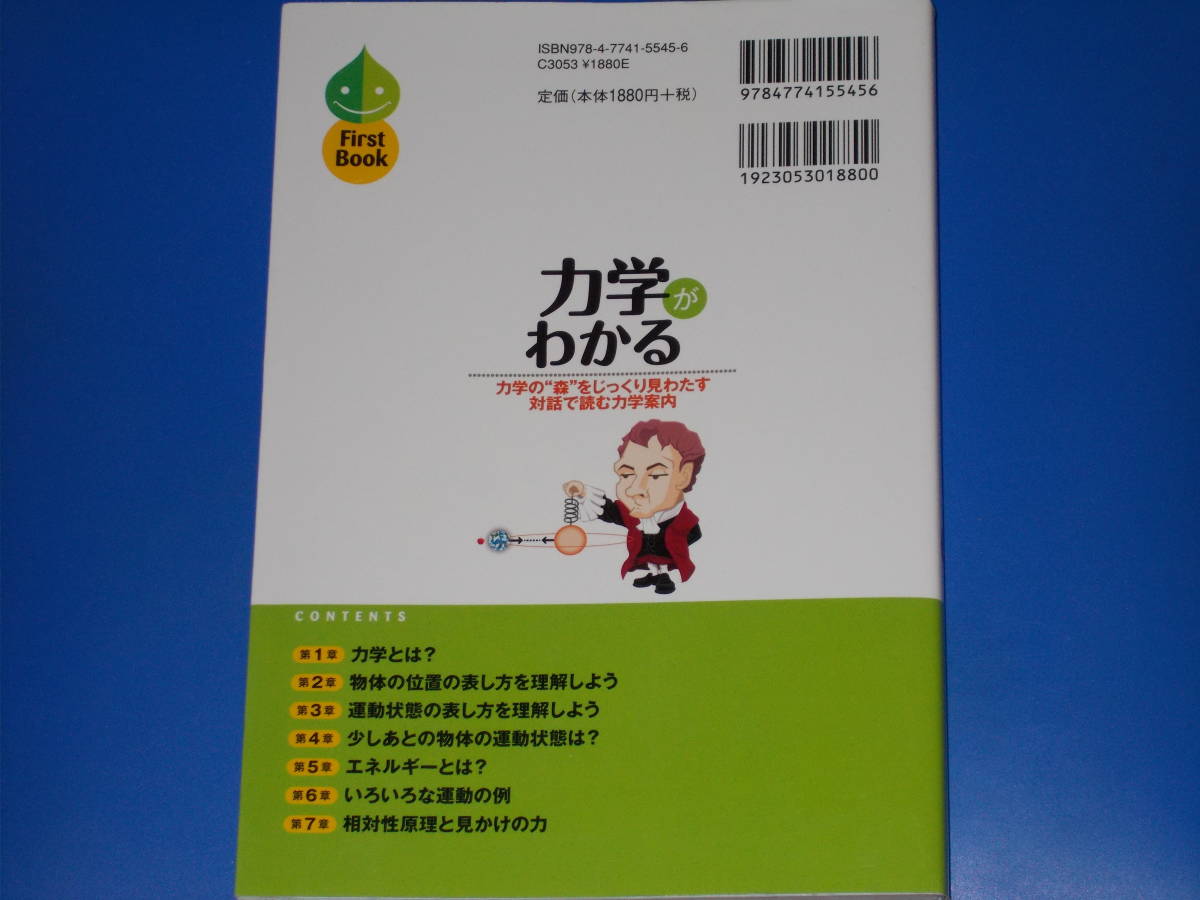 First
Book
ISBN978-4-7741-5545-6
C3053 ¥1880E
定価(本体1880円+税)
9784774155456
1923053018800
力学が
わかる
力学の“森”をじっくり見わたす
対話で読む力学案内
CONTENTS
第1章 力学とは?
第2章 物体の位置の表し方を理解しよう
第3章 運動状態の表し方を理解しよう
第4章 少しあとの物体の運動状態は?
第5章 エネルギーとは?
第6章 いろいろな運動の例
第7章 相対性原理と見かけの力